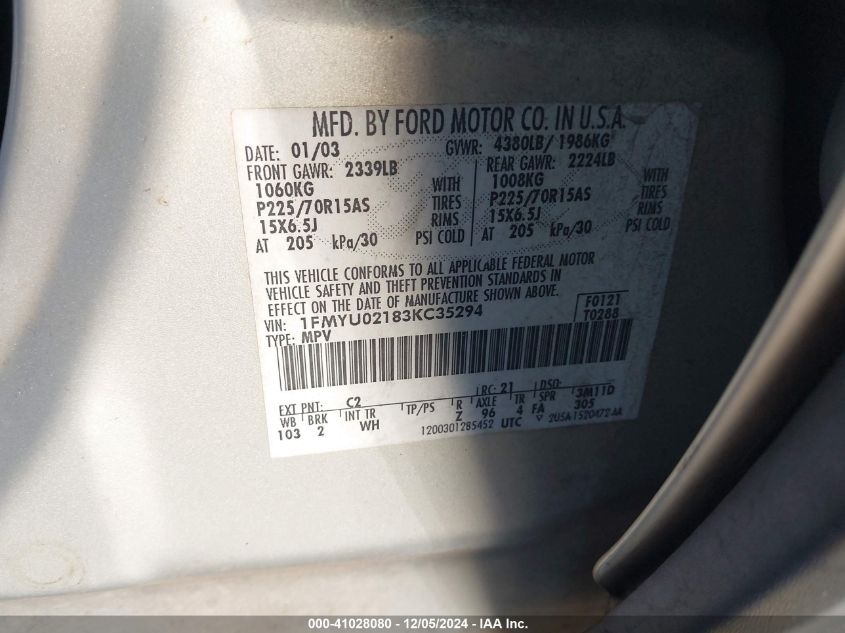 MFD. BY FORD MOTOR CO. IN U.S.A.
DATE: 01/03 GVWR: 4380LB/ 1986KG
FRONT GAWR: 2339LB REAR GAWR: 2224LB
1060KG WITH 1008KG WITH
P225/70R15AS TIRES P225/70R15AS TIRES
15X6.5J RIMS 15X6.5J RIMS
AT 205 kPa/30 PSI COLD AT 205 kPa/30 PSI COLD
THIS VEHICLE CONFORMS TO ALL APPLICABLE FEDERAL MOTOR
VEHICLE SAFETY AND THEFT PREVENTION STANDARDS IN
EFFECT ON THE DATE OF MANUFACTURE SHOWN ABOVE.
VIN: 1FMYU02183KC35294 F0121
TYPE: MPV T0288
EXT PNT: C2 RC: 21 DSO:
WB BRK INT TR TP/PS R AXLE TR SPR 3M11D
103 2 WH Z 96 4 FA 305
1200301285452 UTC 2U5A-1520472-AA
000-41028080 - 12/05/2024 - IAA Inc.